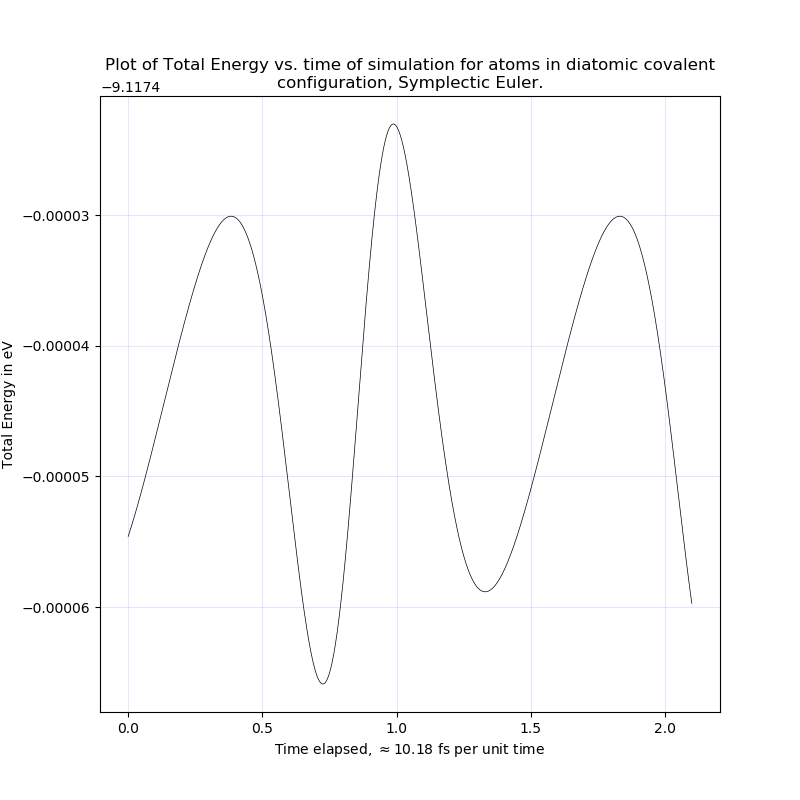 Plot of Total Energy vs. time of simulation for atoms in diatomic covalent
configuration, Symplectic Euler.
−9.1174
−0.00003
−0.00004
−0.00005
−0.00006
Total Energy in eV
0.0 0.5 1.0 1.5 2.0
Time elapsed, ≈ 10.18 fs per unit time